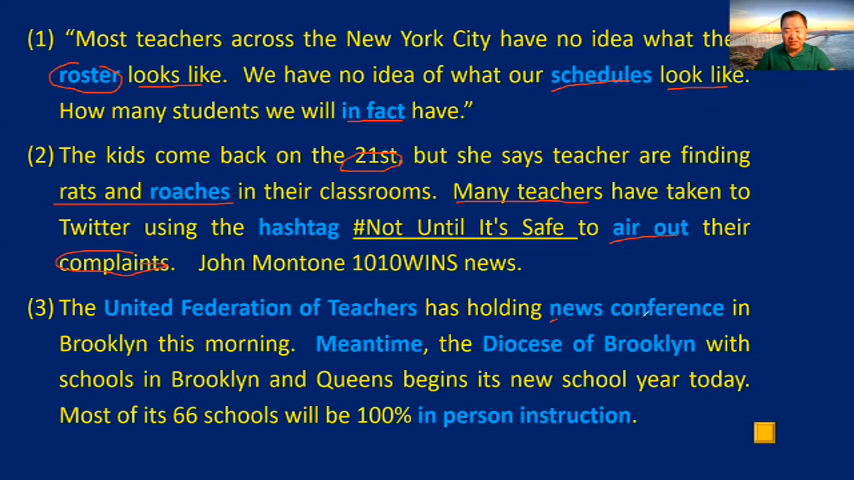 (1) “Most teachers across the New York City have no idea what
roster looks like. We have no idea of what our schedules look like.
How many students we will in fact have.”
(2) The kids come back on the 21st, but she says teacher are finding
rats and roaches in their classrooms. Many teachers have taken to
Twitter using the hashtag #Not Until It's Safe to air out their
complaints. John Montone 1010WINS news.
(3) The United Federation of Teachers has holding news conference in
Brooklyn this morning. Meantime, the Diocese of Brooklyn with
schools in Brooklyn and Queens begins its new school year today.
Most of its 66 schools will be 100% in person instruction.